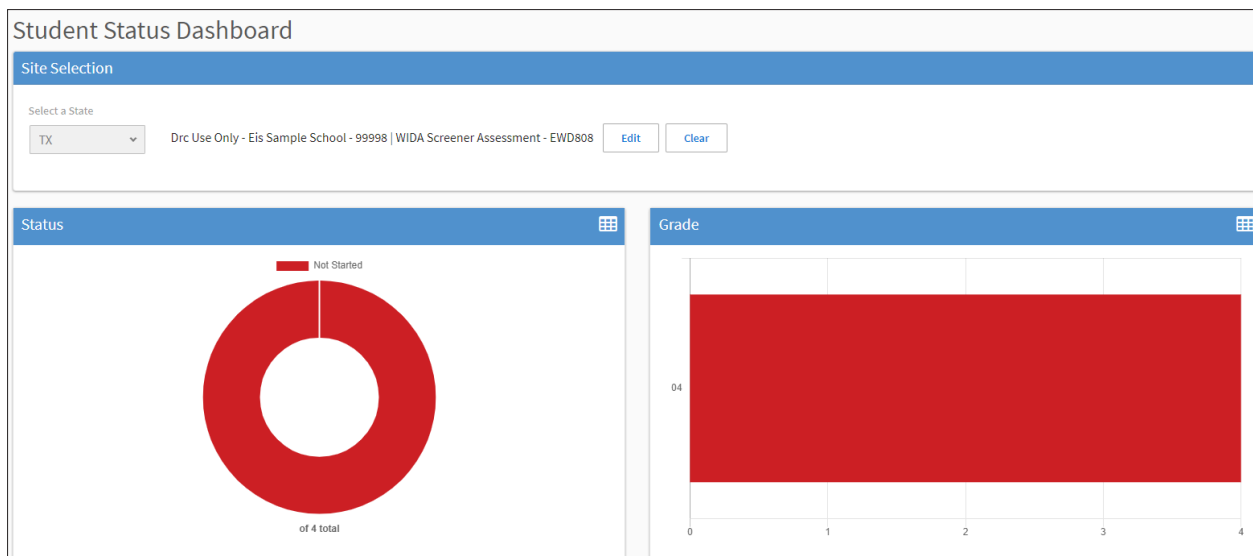 Student Status Dashboard
Site Selection
Select a State
TX
Drc Use Only - Eis Sample School - 99998 | WIDA Screener Assessment - EWD808
Edit
Clear
Status
Not Started
of 4 total
Grade
04
0 1 2 3 4